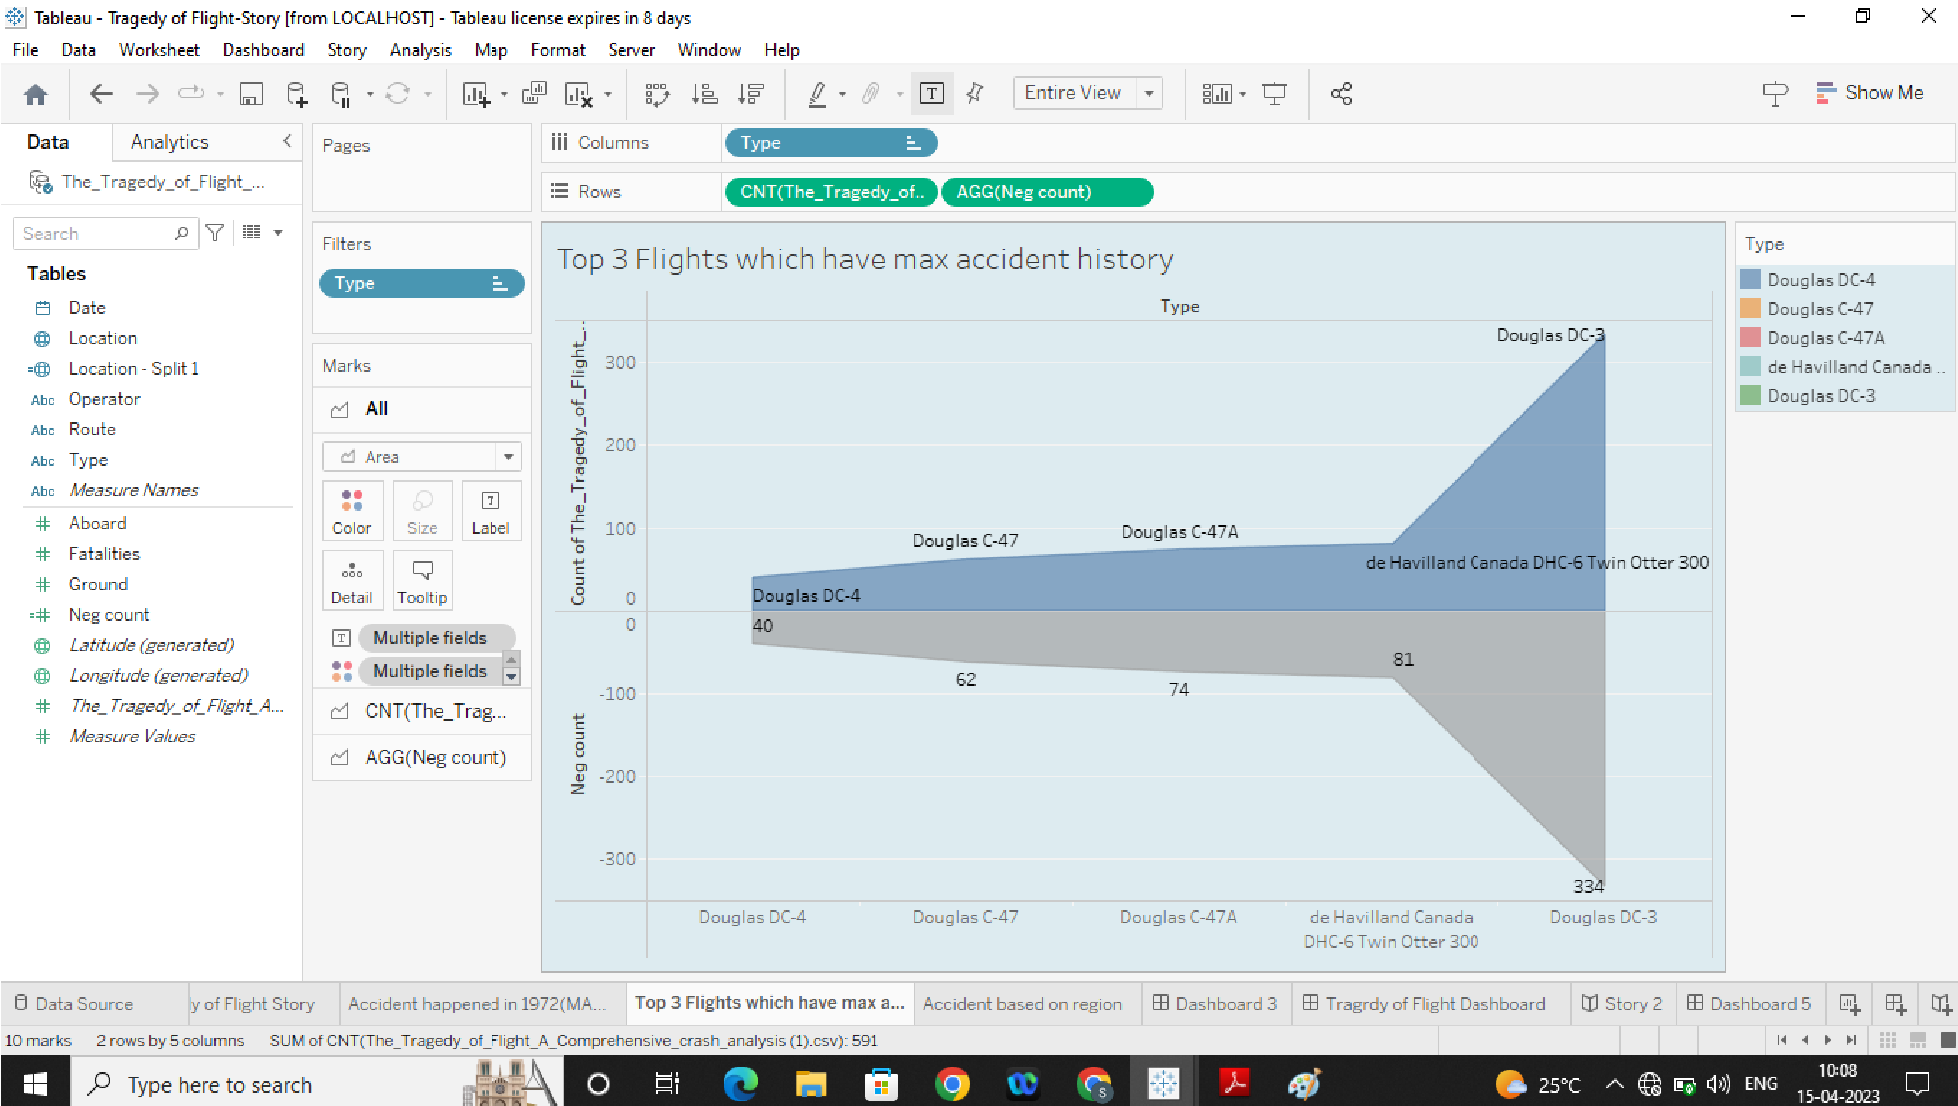 Tableau - Tragedy of Flight-Story [from LOCALHOST] - Tableau license expires in 8 days
File Data Worksheet Dashboard Story Analysis Map Format Server Window Help
T Entire View Show Me
Data Analytics
The_Tragedy_of_Flight_...
Search
Tables
Date
Location
Location - Split 1
Abc Operator
Abc Route
Abc Type
Abc Measure Names
Aboard
Fatalities
Ground
Neg count
Latitude (generated)
Longitude (generated)
The_Tragedy_of_Flight_A...
Measure Values
Pages
Filters
Type
Marks
All
Area
Color Size Label
Detail Tooltip
Multiple fields
Multiple fields
CNT(The_Trag...
AGG(Neg count)
Columns Type
Rows CNT(The_Tragedy_of.. AGG(Neg count)
Top 3 Flights which have max accident history
Type
Count of The_Tragedy_of_Flight_..
300
200
100
0
Douglas DC-3
Douglas C-47A
Douglas C-47
de Havilland Canada DHC-6 Twin Otter 300
Douglas DC-4
Neg count
0
-100
-200
-300
40
62
74
81
334
Douglas DC-4 Douglas C-47 Douglas C-47A de Havilland Canada DHC-6 Twin Otter 300 Douglas DC-3
Type
Douglas DC-4
Douglas C-47
Douglas C-47A
de Havilland Canada ..
Douglas DC-3
Data Source y of Flight Story Accident happened in 1972(MA... Top 3 Flights which have max a... Accident based on region Dashboard 3 Tragrdy of Flight Dashboard Story 2 Dashboard 5
10 marks 2 rows by 5 columns SUM of CNT(The_Tragedy_of_Flight_A_Comprehensive_crash_analysis (1).csv): 591
Type here to search 25°C ENG 10:08
15-04-2023